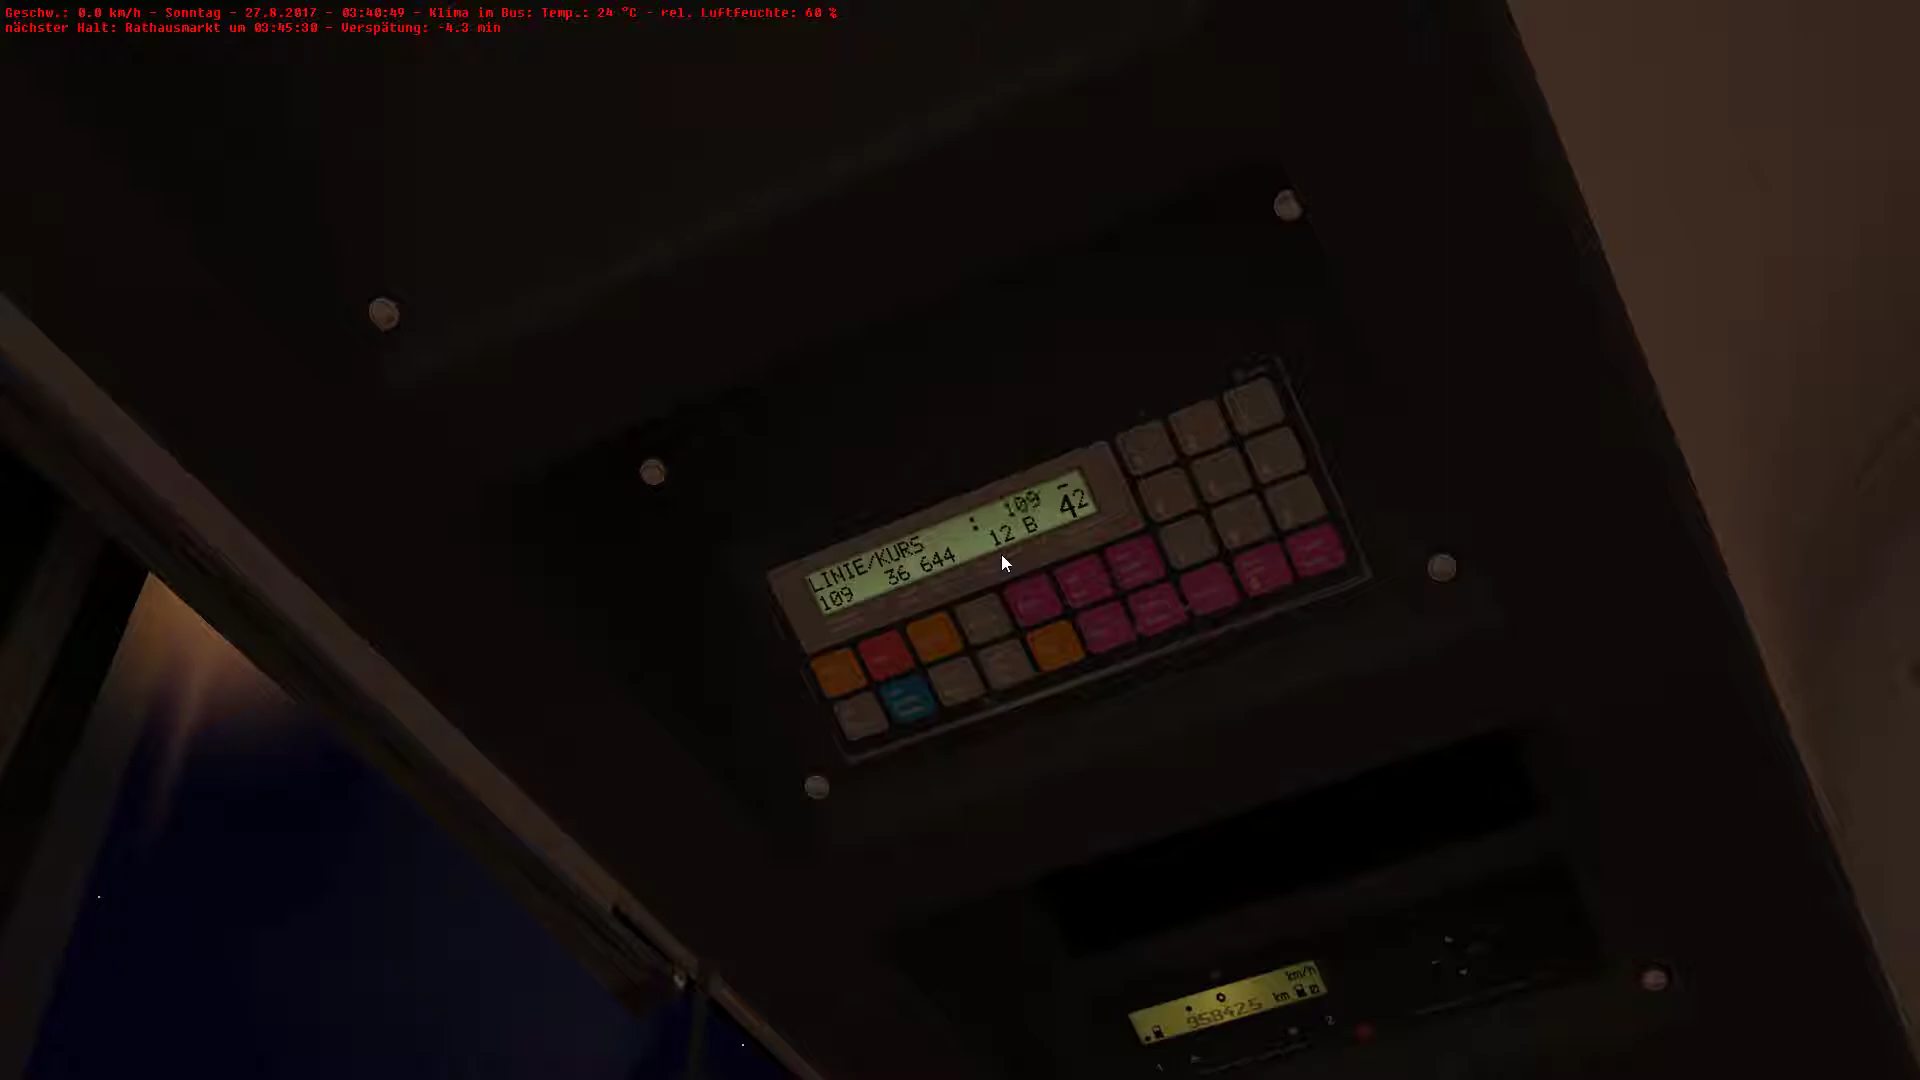 Geschw.: 0.0 km/h - Sonntag - 27.8.2017 - 03:40:49 - Klima im Bus: Temp.: 24 °C - rel. Luftfeuchte: 60 %
nächster Halt: Rathausmarkt um 03:45:30 - Verspätung: -4.3 min
LINIE/KURS : 109
109 36 644 12 B 42
km/h
958425 km
2